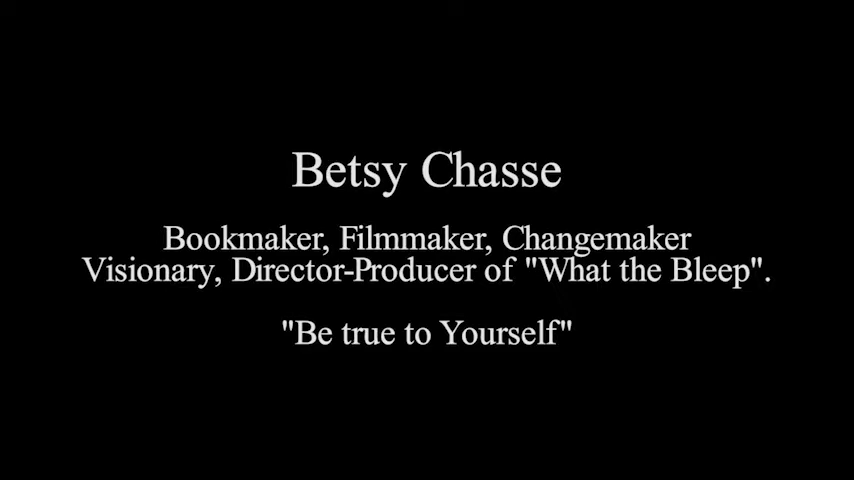 Betsy Chasse
Bookmaker, Filmmaker, Changemaker
Visionary, Director-Producer of "What the Bleep".
"Be true to Yourself"